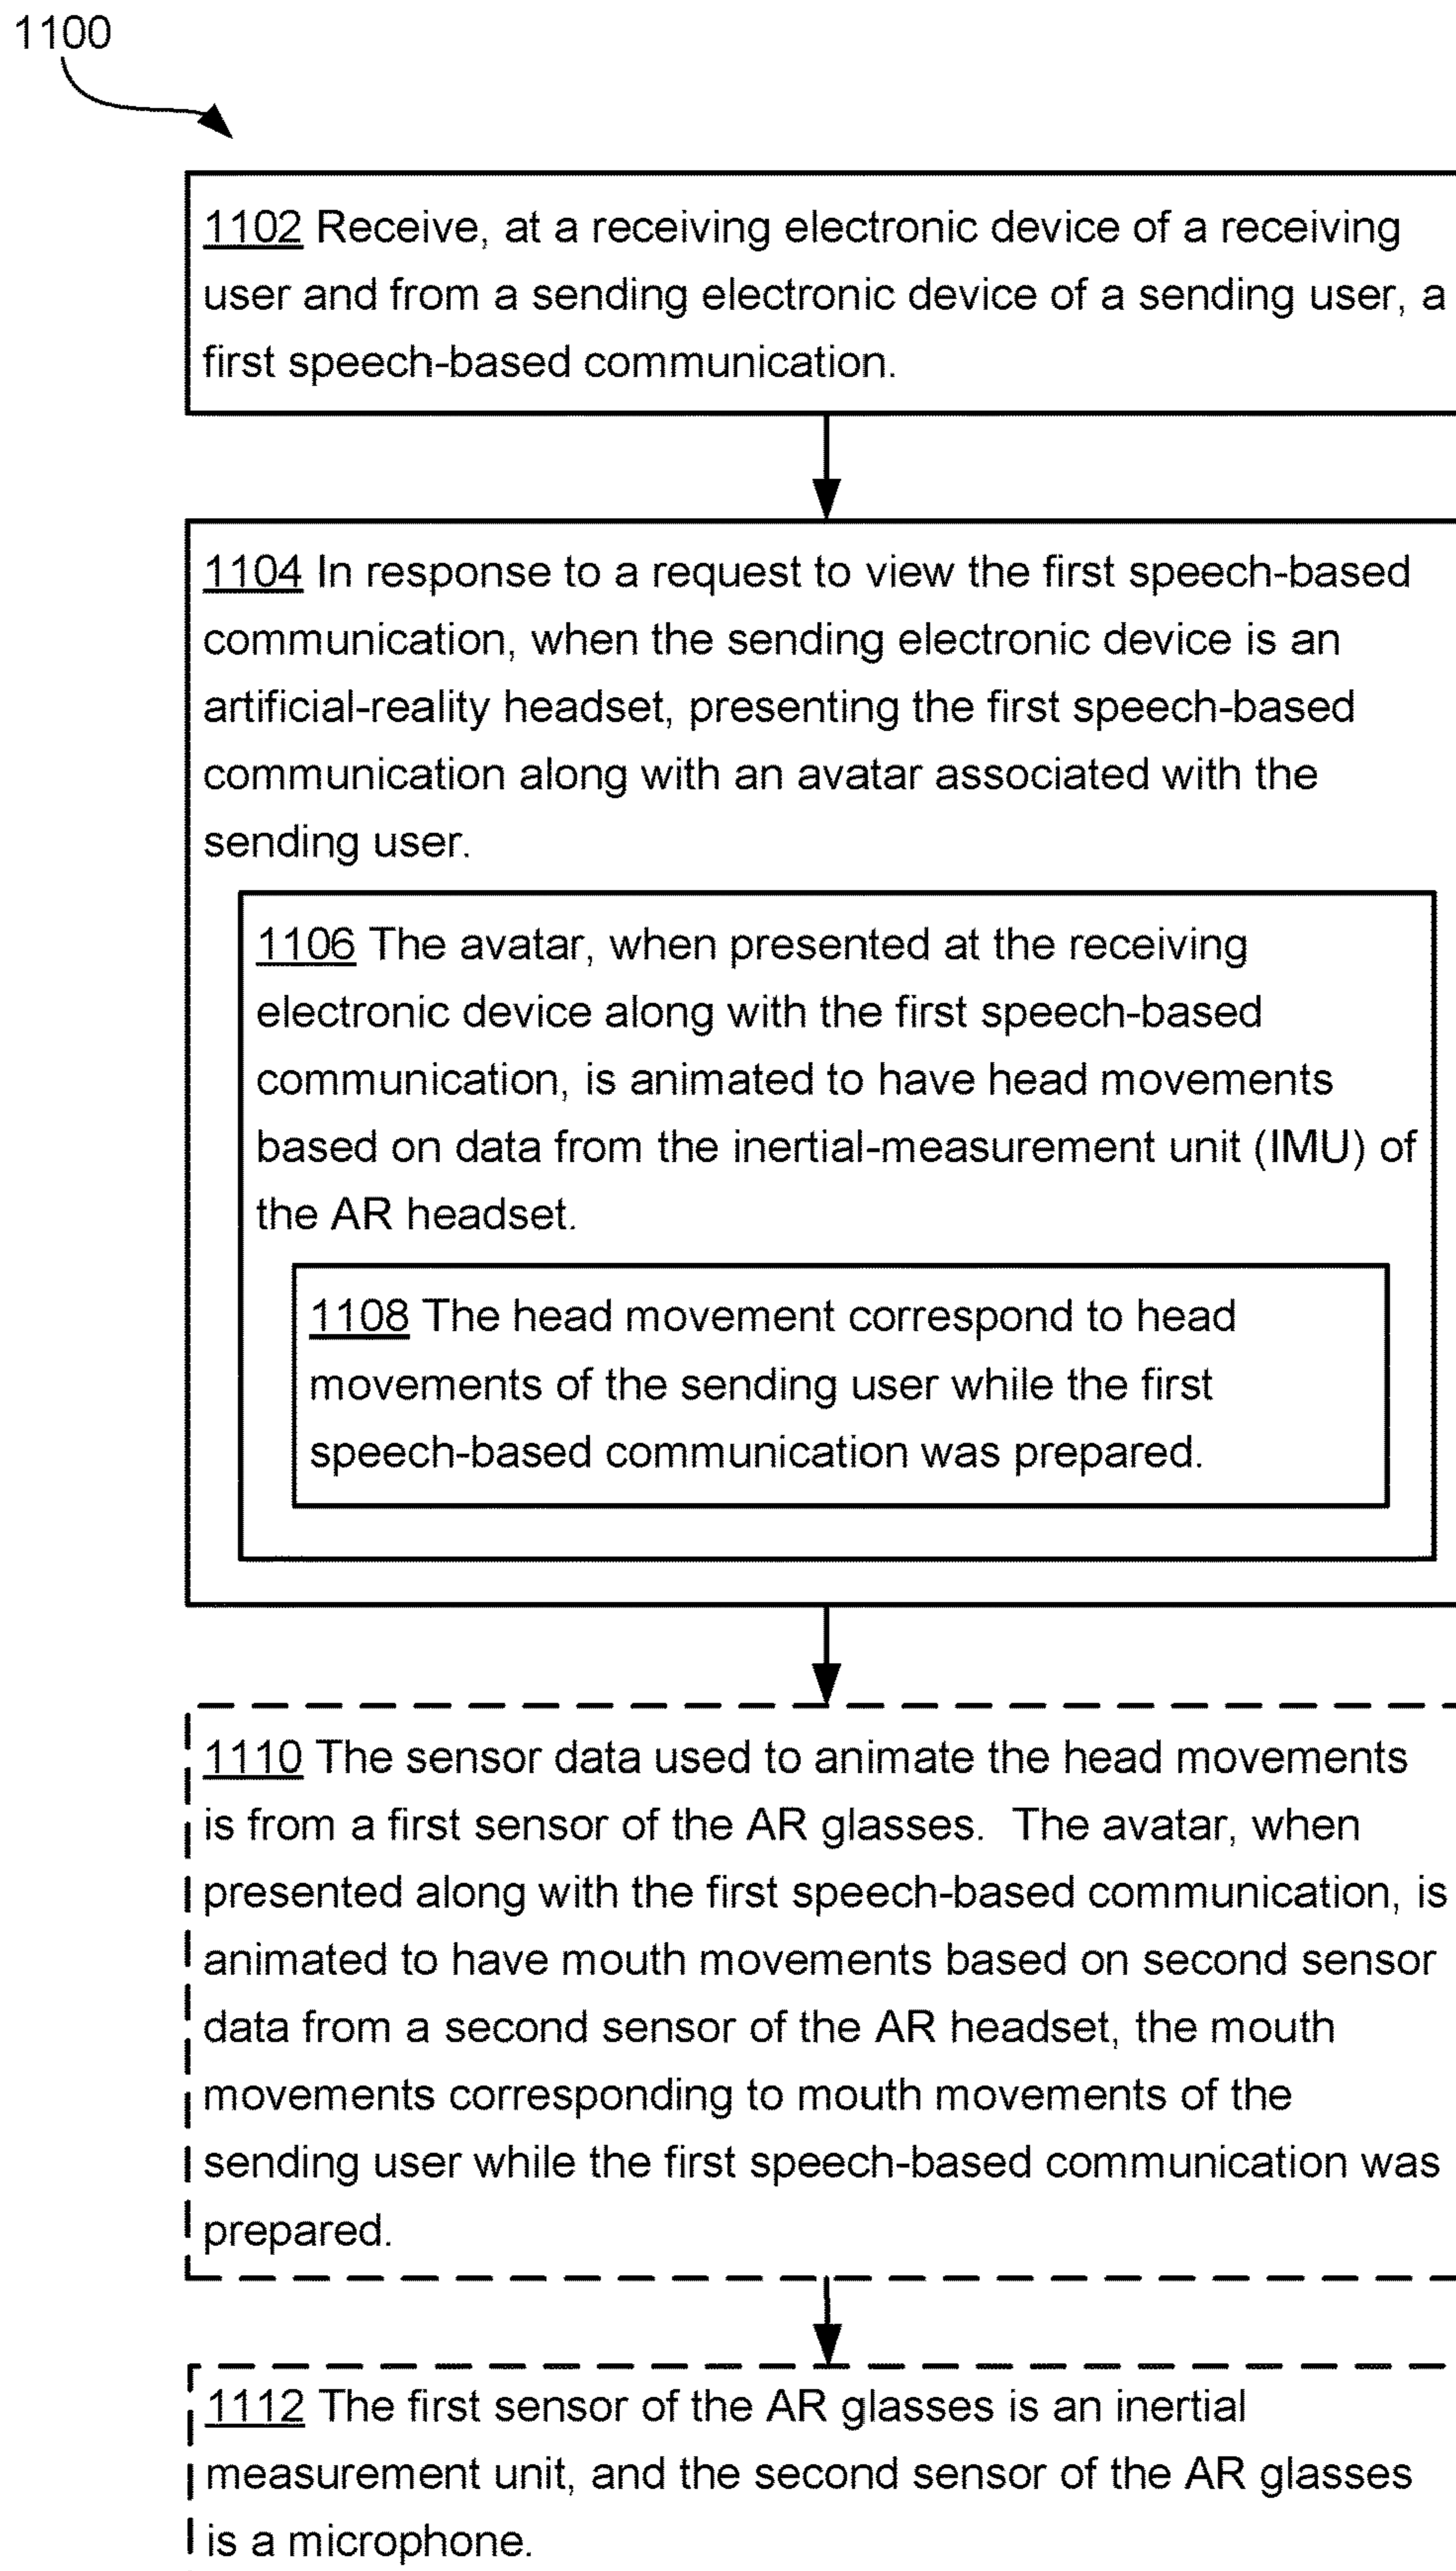 1100
1102 Receive, at a receiving electronic device of a receiving
user and from a sending electronic device of a sending user, a
first speech-based communication.
1104 In response to a request to view the first speech-based
communication, when the sending electronic device is an
artificial-reality headset, presenting the first speech-based
communication along with an avatar associated with the
sending user.
1106 The avatar, when presented at the receiving
electronic device along with the first speech-based
communication, is animated to have head movements
based on data from the inertial-measurement unit (IMU) of
the AR headset.
1108 The head movement correspond to head
movements of the sending user while the first
speech-based communication was prepared.
1110 The sensor data used to animate the head movements
is from a first sensor of the AR glasses.  The avatar, when
presented along with the first speech-based communication, is
animated to have mouth movements based on second sensor
data from a second sensor of the AR headset, the mouth
movements corresponding to mouth movements of the
sending user while the first speech-based communication was
prepared.
1112 The first sensor of the AR glasses is an inertial
measurement unit, and the second sensor of the AR glasses
is a microphone.